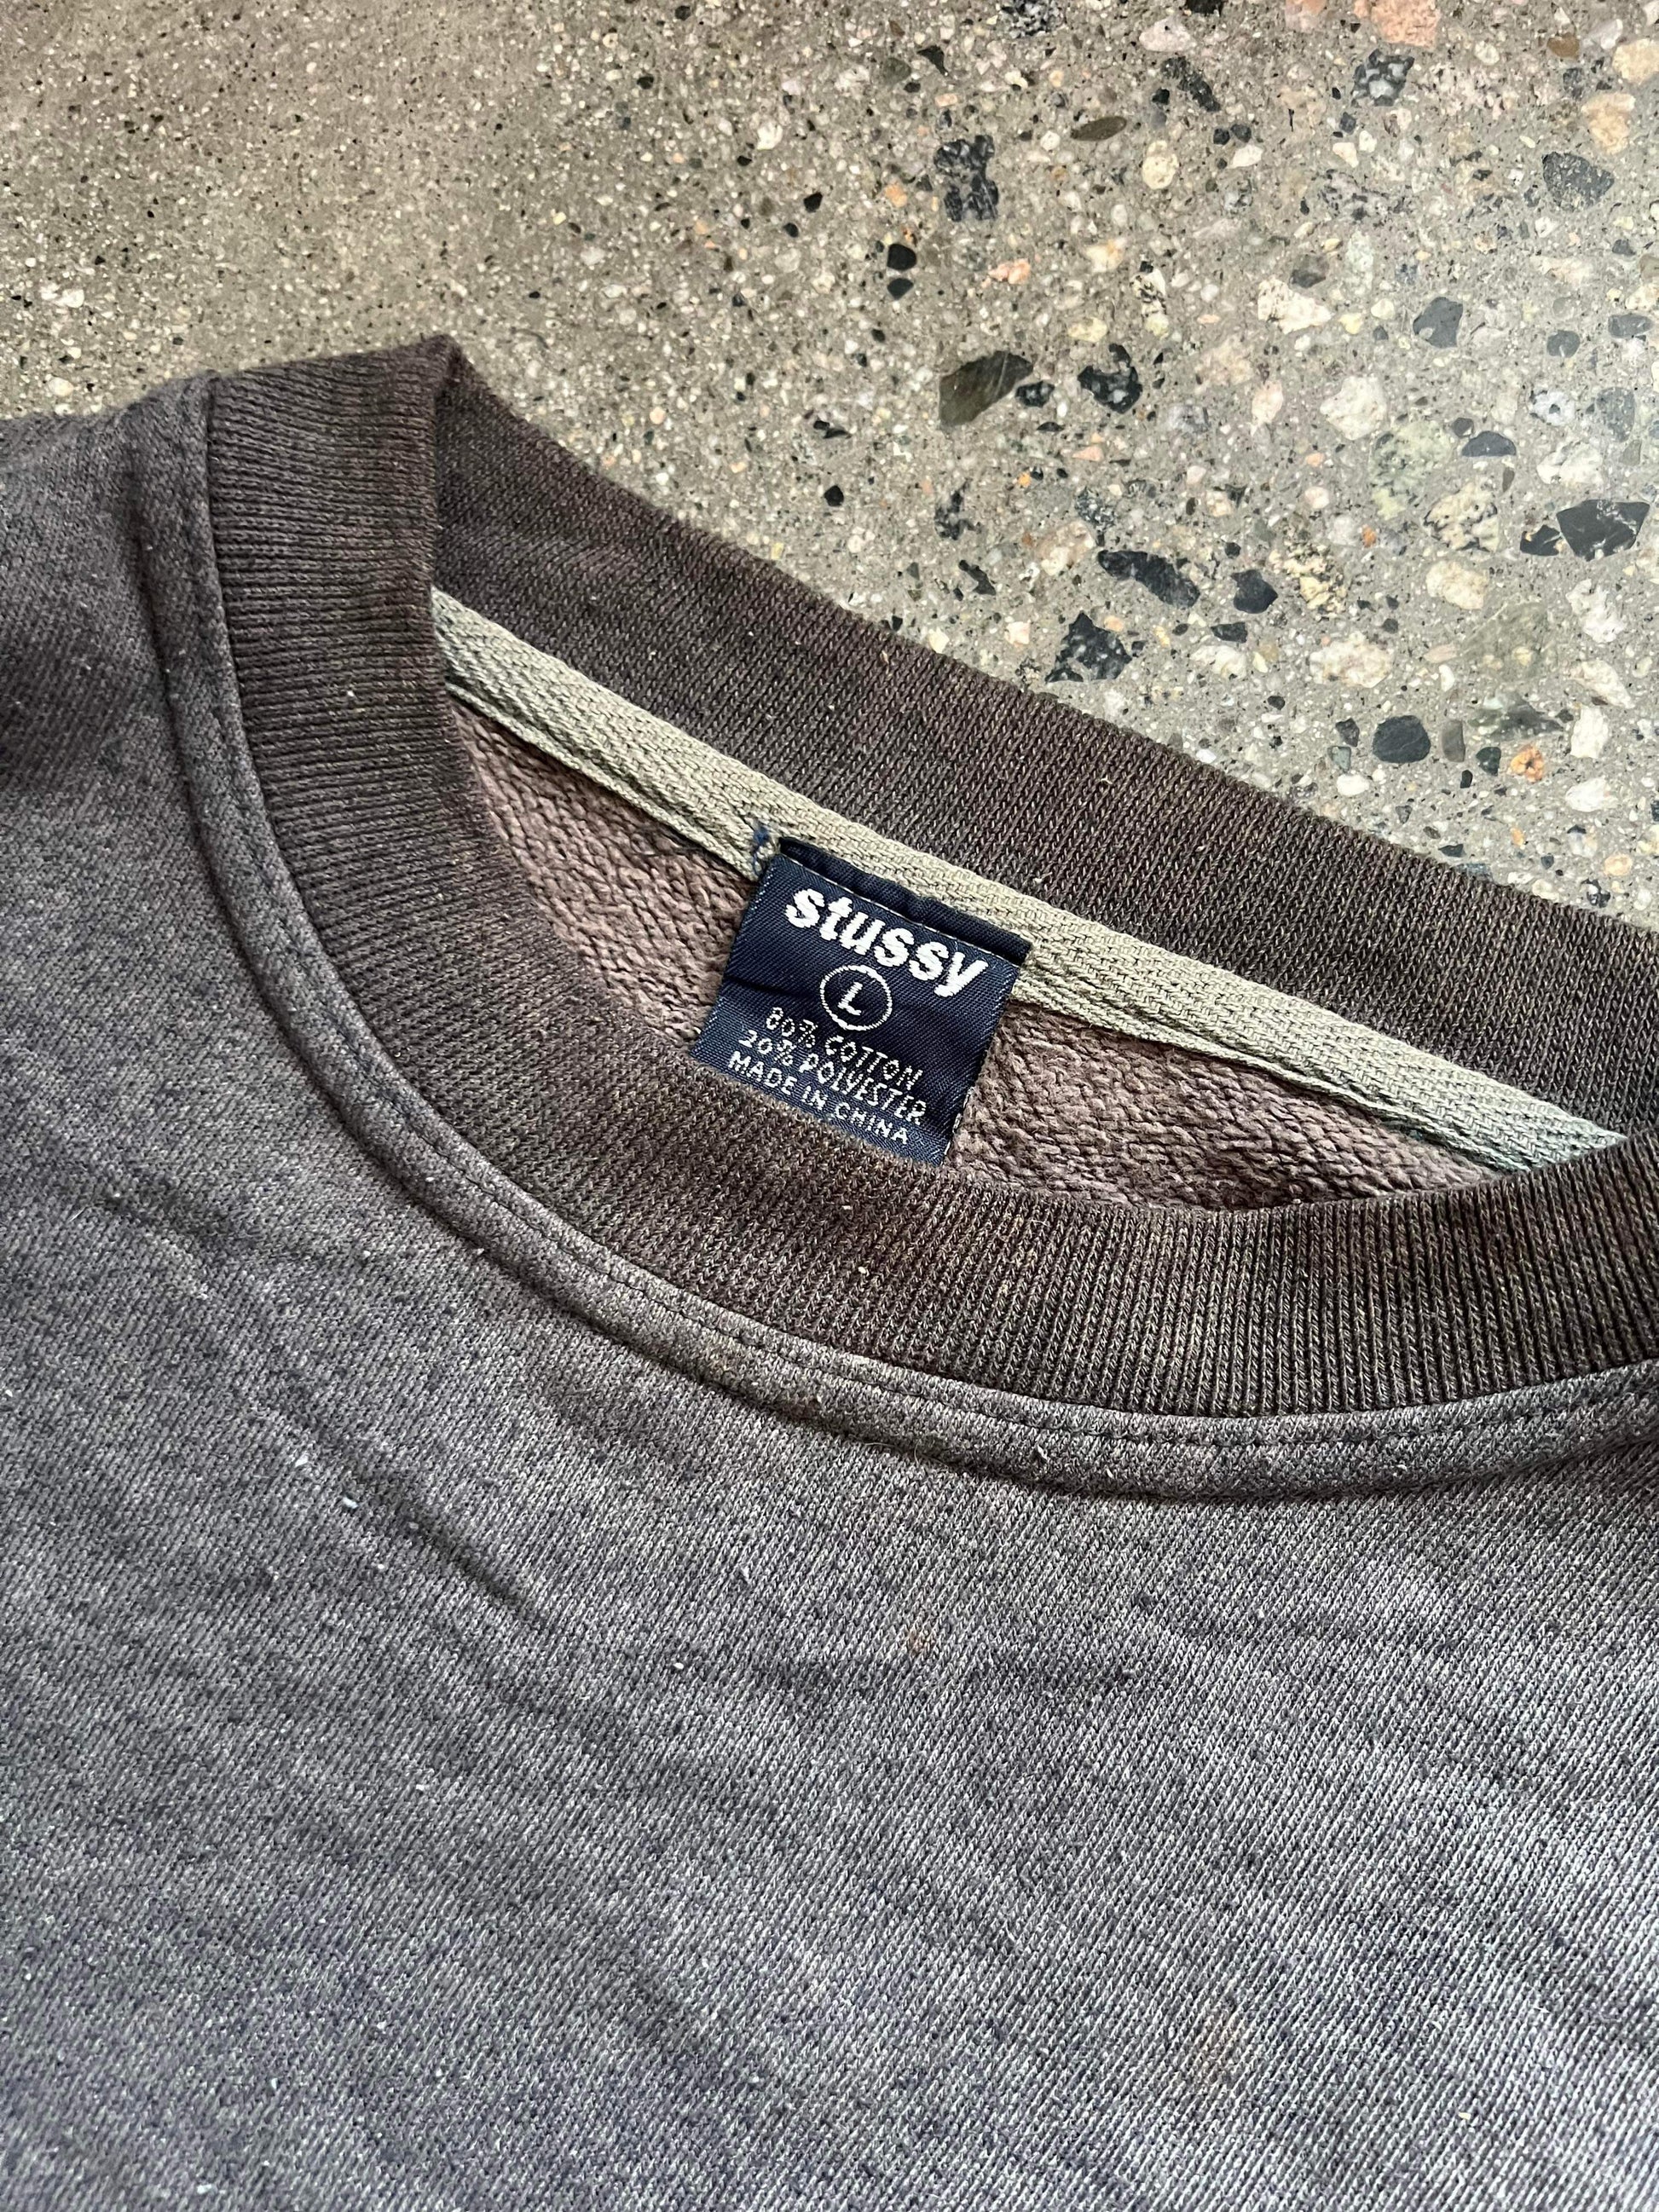 stussy
L
80% COTTON
20% POLYESTER
MADE IN CHINA